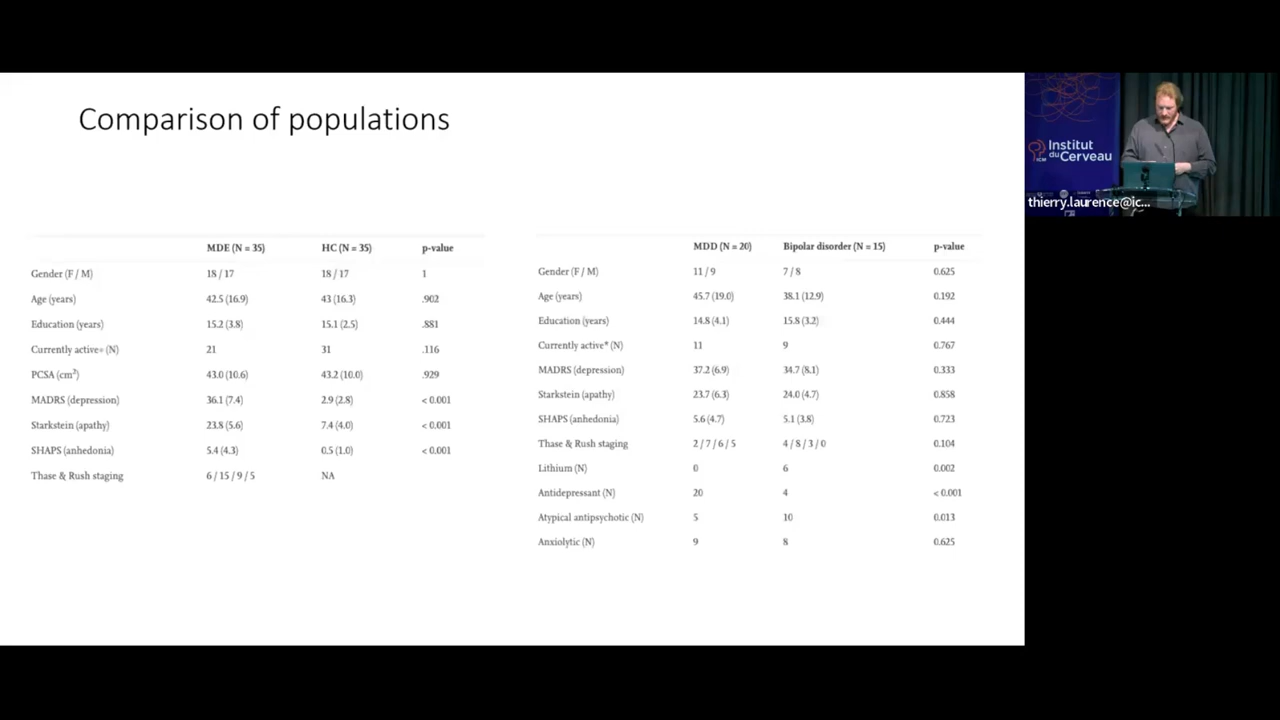 Comparison of populations
MDE (N = 35) HC (N = 35) p-value
Gender (F / M) 18 / 17 18 / 17 1
Age (years) 42.5 (16.9) 43 (16.3) .902
Education (years) 15.2 (3.8) 15.1 (2.5) .881
Currently active* (N) 21 31 .116
PCSA (cm²) 43.0 (10.6) 43.2 (10.0) .929
MADRS (depression) 36.1 (7.4) 2.9 (2.8) < 0.001
Starkstein (apathy) 23.8 (5.6) 7.4 (4.0) < 0.001
SHAPS (anhedonia) 5.4 (4.3) 0.5 (1.0) < 0.001
Thase & Rush staging 6 / 15 / 9 / 5 NA
MDD (N = 20) Bipolar disorder (N = 15) p-value
Gender (F / M) 11 / 9 7 / 8 0.625
Age (years) 45.7 (19.0) 38.1 (12.9) 0.192
Education (years) 14.8 (4.1) 15.8 (3.2) 0.444
Currently active* (N) 11 9 0.767
MADRS (depression) 37.2 (6.9) 34.7 (8.1) 0.333
Starkstein (apathy) 23.7 (6.3) 24.0 (4.7) 0.858
SHAPS (anhedonia) 5.6 (4.7) 5.1 (3.8) 0.723
Thase & Rush staging 2 / 7 / 6 / 5 4 / 8 / 3 / 0 0.104
Lithium (N) 0 6 0.002
Antidepressant (N) 20 4 < 0.001
Atypical antipsychotic (N) 5 10 0.013
Anxiolytic (N) 9 8 0.625
Institut
du Cerveau
ICM
thierry.laurence@ic...